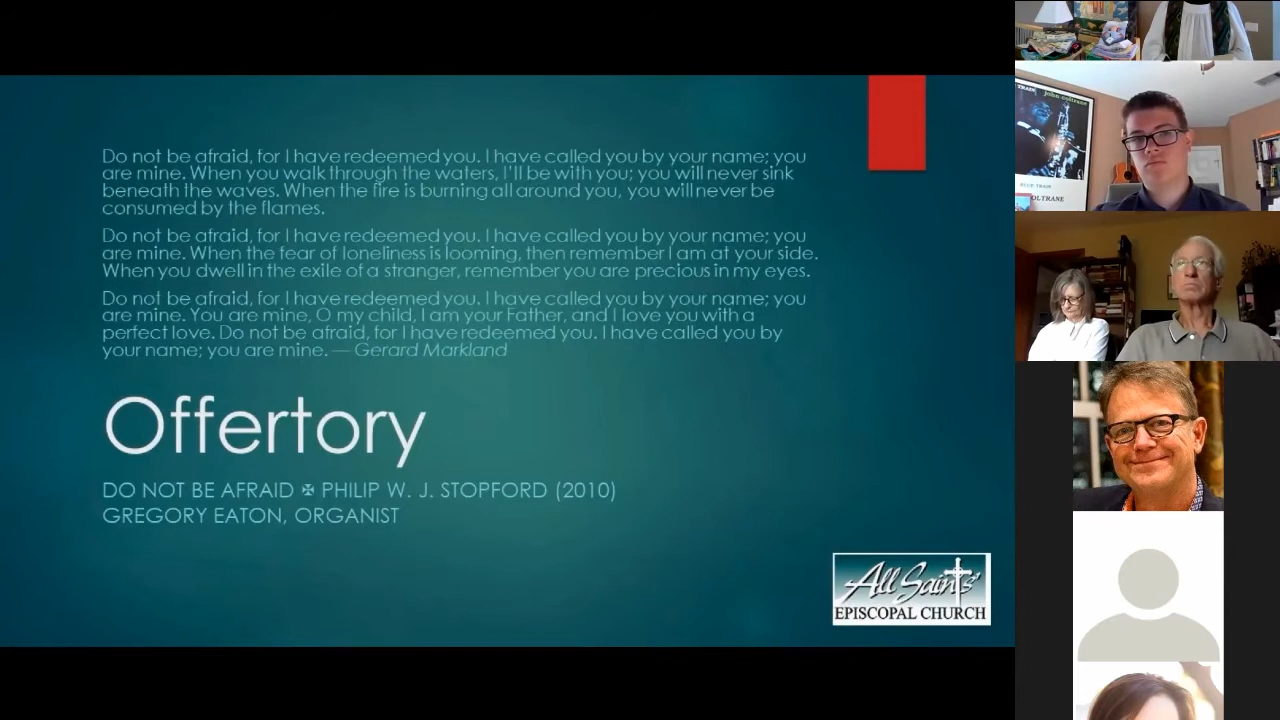 Do not be afraid, for I have redeemed you. I have called you by your name; you
are mine. When you walk through the waters, I'll be with you; you will never sink
beneath the waves. When the fire is burning all around you, you will never be
consumed by the flames.
Do not be afraid, for I have redeemed you. I have called you by your name; you
are mine. When the fear of loneliness is looming, then remember I am at your side.
When you dwell in the exile of a stranger, remember you are precious in my eyes.
Do not be afraid, for I have redeemed you. I have called you by your name; you
are mine. You are mine, O my child, I am your Father, and I love you with a
perfect love. Do not be afraid, for I have redeemed you. I have called you by
your name; you are mine. — Gerard Markland
Offertory
DO NOT BE AFRAID ✠ PHILIP W. J. STOPFORD (2010)
GREGORY EATON, ORGANIST
All Saints'
EPISCOPAL CHURCH
TRAIN
john coltrane
BLUE TRAIN
COLTRANE